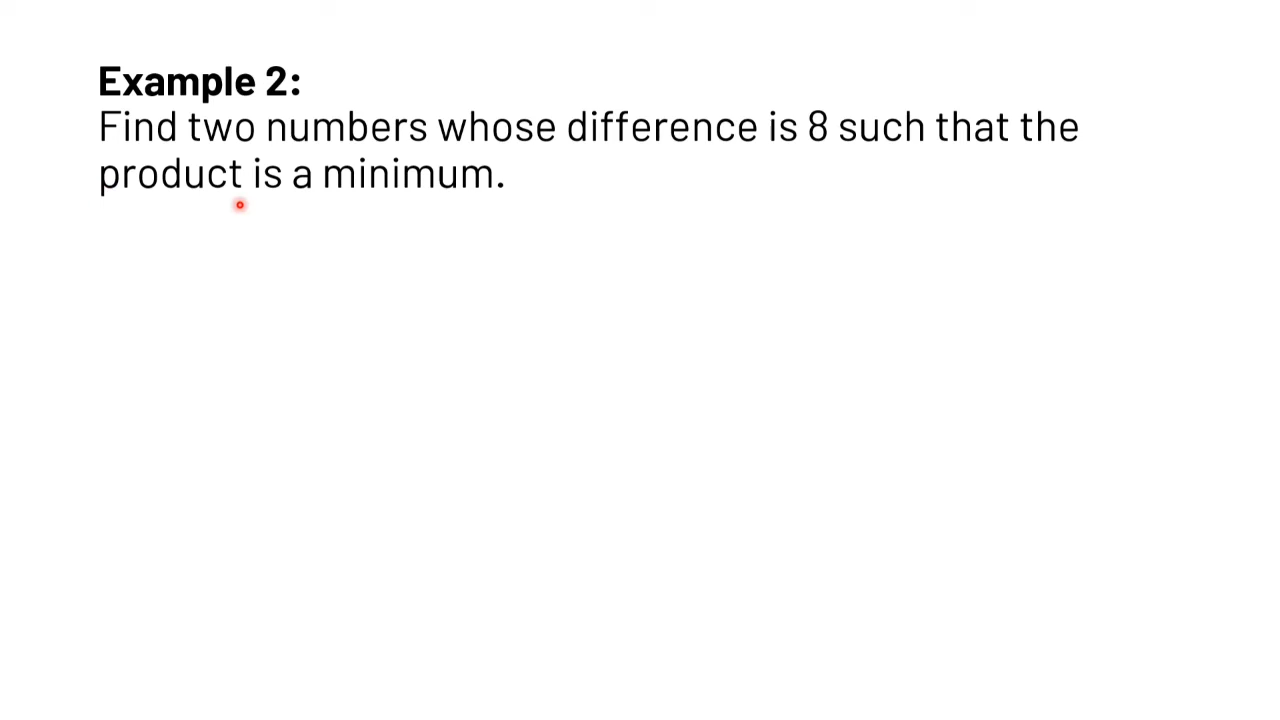 Example 2:
Find two numbers whose difference is 8 such that the
product is a minimum.